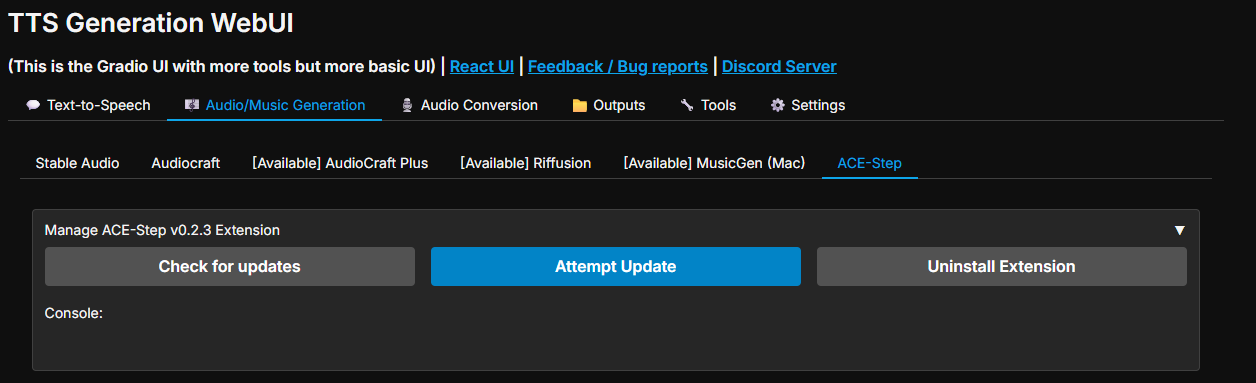 TTS Generation WebUI
(This is the Gradio UI with more tools but more basic UI) | React UI | Feedback / Bug reports | Discord Server
Text-to-Speech Audio/Music Generation Audio Conversion Outputs Tools Settings
Stable Audio Audiocraft [Available] AudioCraft Plus [Available] Riffusion [Available] MusicGen (Mac) ACE-Step
Manage ACE-Step v0.2.3 Extension
Check for updates Attempt Update Uninstall Extension
Console: